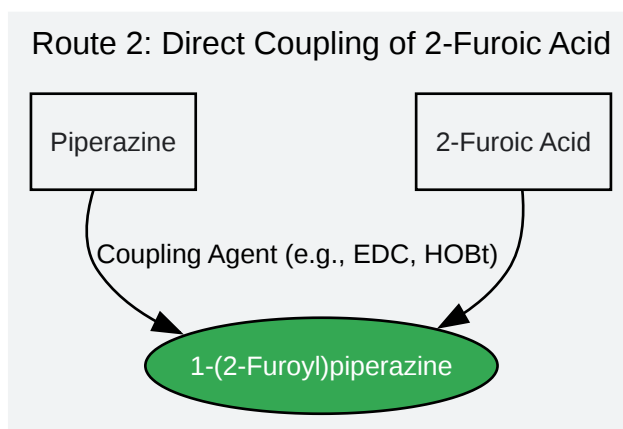 Route 2: Direct Coupling of 2-Furoic Acid
Piperazine
2-Furoic Acid
Coupling Agent (e.g., EDC, HOBt)
1-(2-Furoyl)piperazine